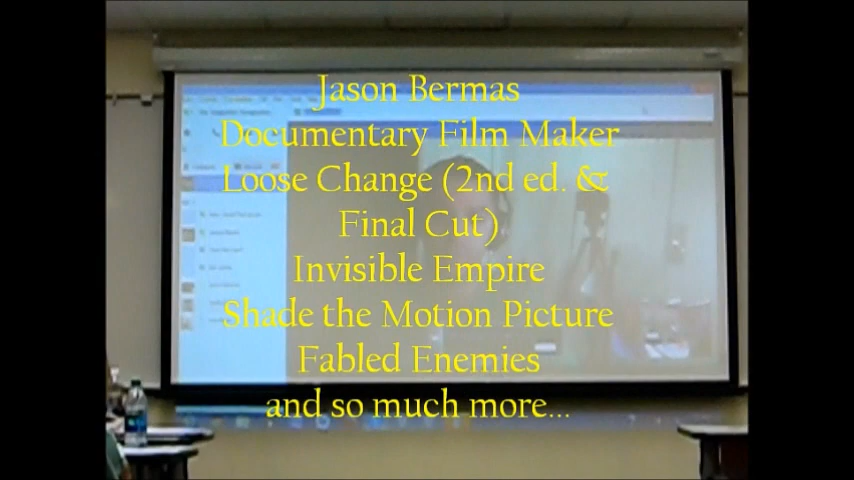 Jason Bermas
Documentary Film Maker
Loose Change (2nd ed. &
Final Cut)
Invisible Empire
Shade the Motion Picture
Fabled Enemies
and so much more...